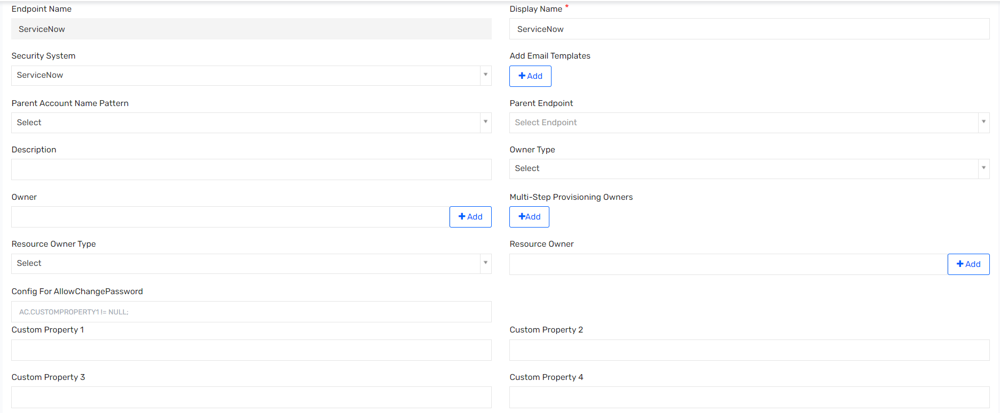 Endpoint Name
Display Name *
ServiceNow
ServiceNow
Security System
Add Email Templates
ServiceNow
Add
Parent Account Name Pattern
Parent Endpoint
Select
Select Endpoint
Description
Owner Type
Select
Owner
Multi-Step Provisioning Owners
Add
Add
Resource Owner Type
Resource Owner
Select
Add
Config For AllowChangePassword
AC.CUSTOMPROPERTY1 != NULL;
Custom Property 1
Custom Property 2
Custom Property 3
Custom Property 4